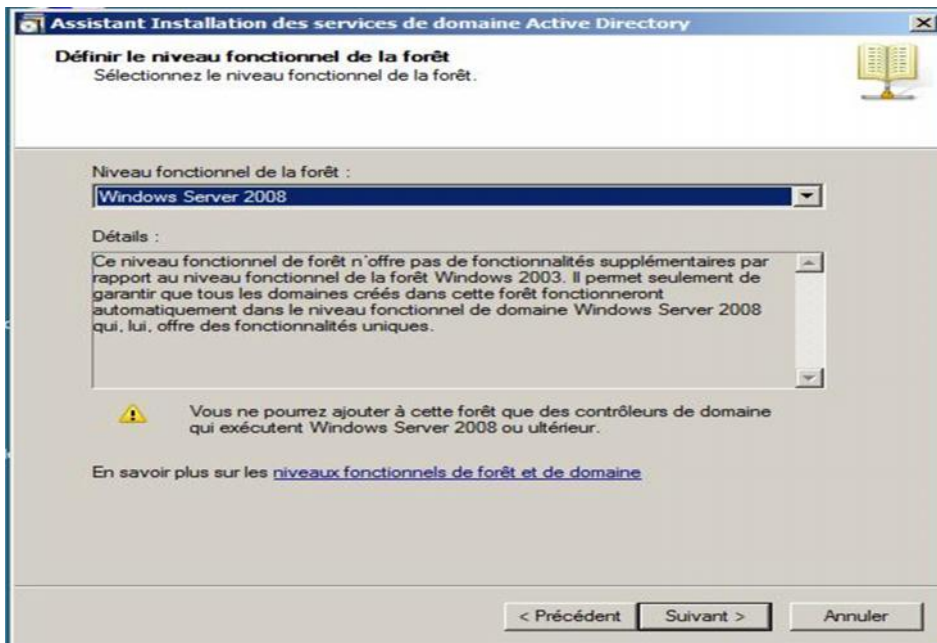 Assistant Installation des services de domaine Active Directory
Définir le niveau fonctionnel de la forêt
Sélectionnez le niveau fonctionnel de la forêt.
Niveau fonctionnel de la forêt :
Windows Server 2008
Détails :
Ce niveau fonctionnel de forêt n'offre pas de fonctionnalités supplémentaires par
rapport au niveau fonctionnel de la forêt Windows 2003. Il permet seulement de
garantir que tous les domaines créés dans cette forêt fonctionneront
automatiquement dans le niveau fonctionnel de domaine Windows Server 2008
qui, lui, offre des fonctionnalités uniques.
Vous ne pourrez ajouter à cette forêt que des contrôleurs de domaine
qui exécutent Windows Server 2008 ou ultérieur.
En savoir plus sur les niveaux fonctionnels de forêt et de domaine
< Précédent
Suivant >
Annuler